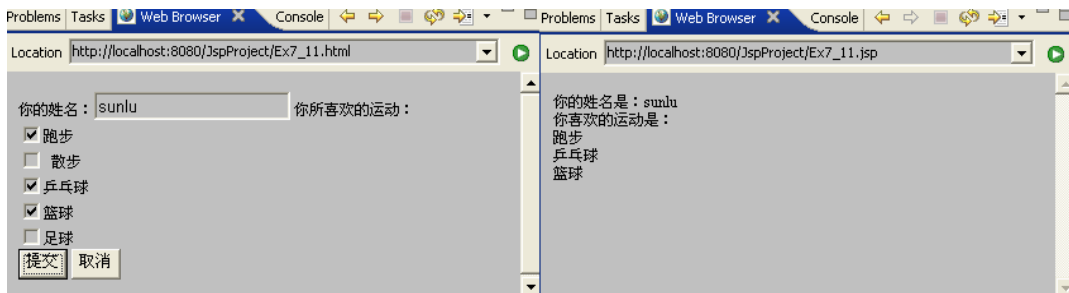 Problems Tasks Web Browser Console
Location http://localhost:8080/JspProject/Ex7_11.html
你的姓名：sunlu 你所喜欢的运动：
跑步
散步
乒乓球
篮球
足球
提交 取消
Problems Tasks Web Browser Console
Location http://localhost:8080/JspProject/Ex7_11.jsp
你的姓名是：sunlu
你喜欢的运动是：
跑步
乒乓球
篮球